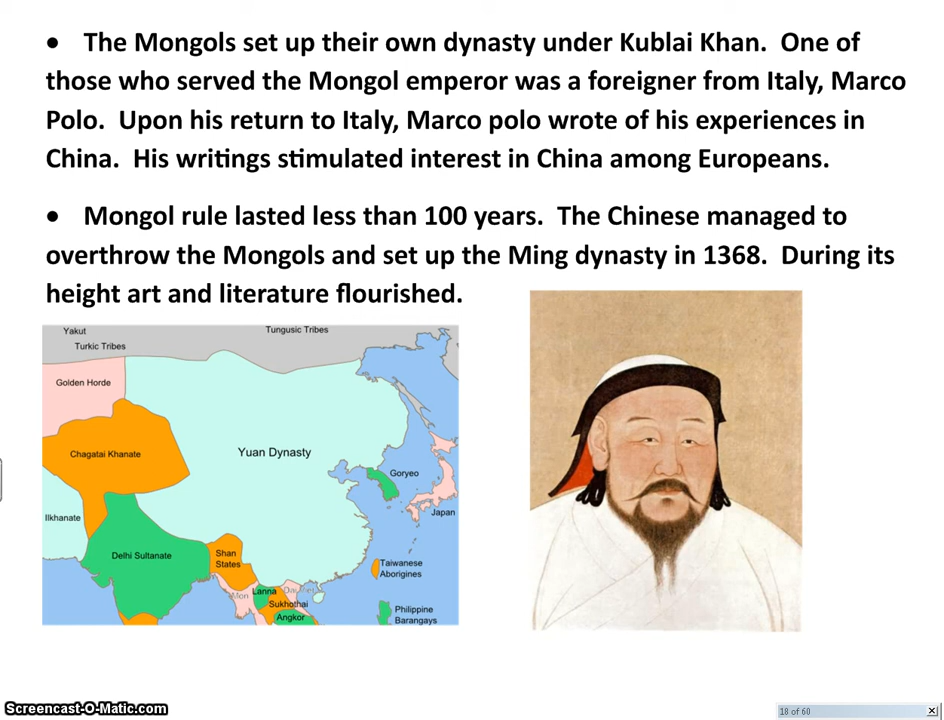 • The Mongols set up their own dynasty under Kublai Khan. One of
those who served the Mongol emperor was a foreigner from Italy, Marco
Polo. Upon his return to Italy, Marco polo wrote of his experiences in
China. His writings stimulated interest in China among Europeans.
• Mongol rule lasted less than 100 years. The Chinese managed to
overthrow the Mongols and set up the Ming dynasty in 1368. During its
height art and literature flourished.
Yakut
Tungusic Tribes
Turkic Tribes
Golden Horde
Chagatai Khanate
Yuan Dynasty
Goryeo
Japan
Ilkhanate
Delhi Sultanate
Shan
States
Taiwanese
Aborigines
Mon
Lanna
Sukhothai
Angkor
Philippine
Barangays
Screencast-O-Matic.com
18 of 60